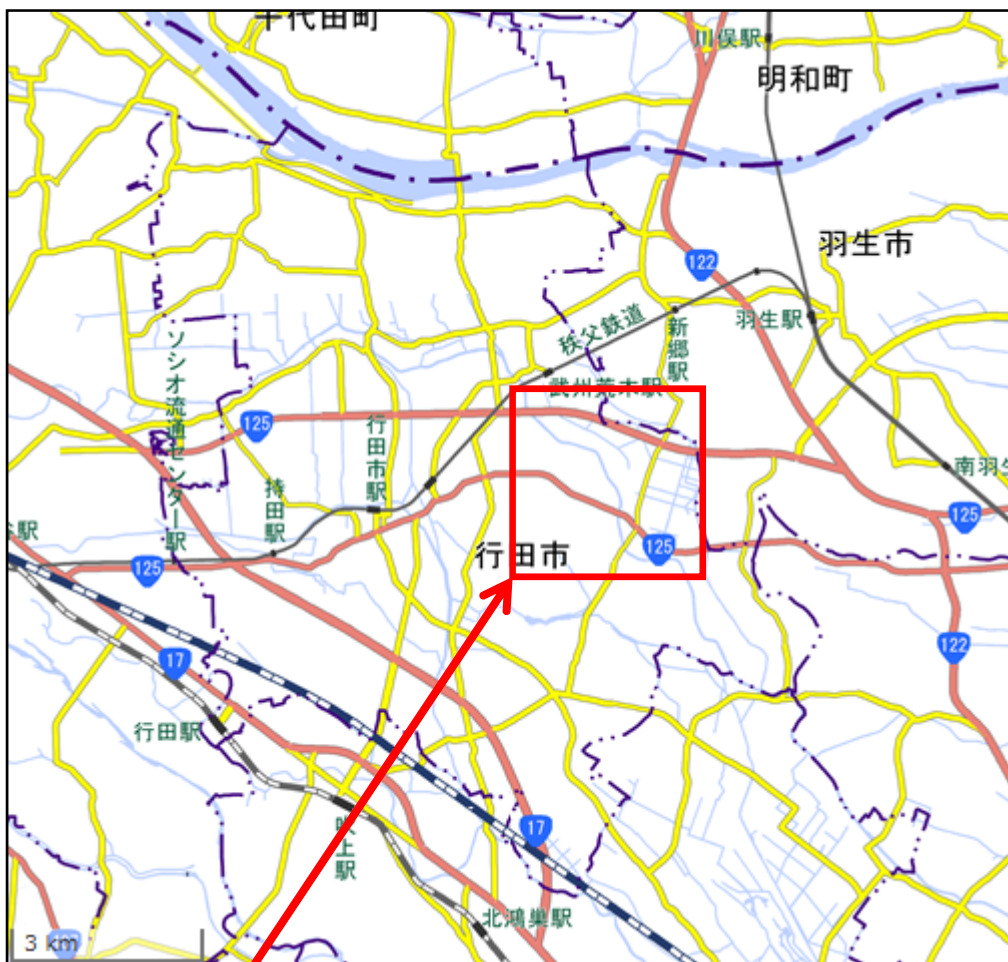 千代田町
川俣駅
明和町
羽生市
122
秩父鉄道
新郷駅
羽生駅
武州荒木駅
ソシオ流通センター駅
125
行田市駅
持田駅
南羽生
125
行田市
125
125
122
17
行田駅
17
吹上駅
北鴻巣駅
3 km